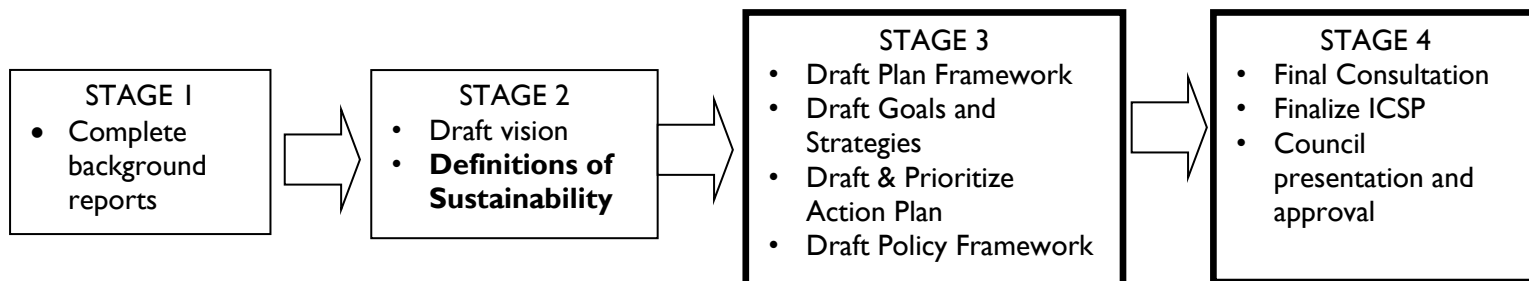 STAGE 1
• Complete
background
reports
STAGE 2
• Draft vision
• Definitions of
Sustainability
STAGE 3
• Draft Plan Framework
• Draft Goals and
Strategies
• Draft & Prioritize
Action Plan
• Draft Policy Framework
STAGE 4
• Final Consultation
• Finalize ICSP
• Council
presentation and
approval